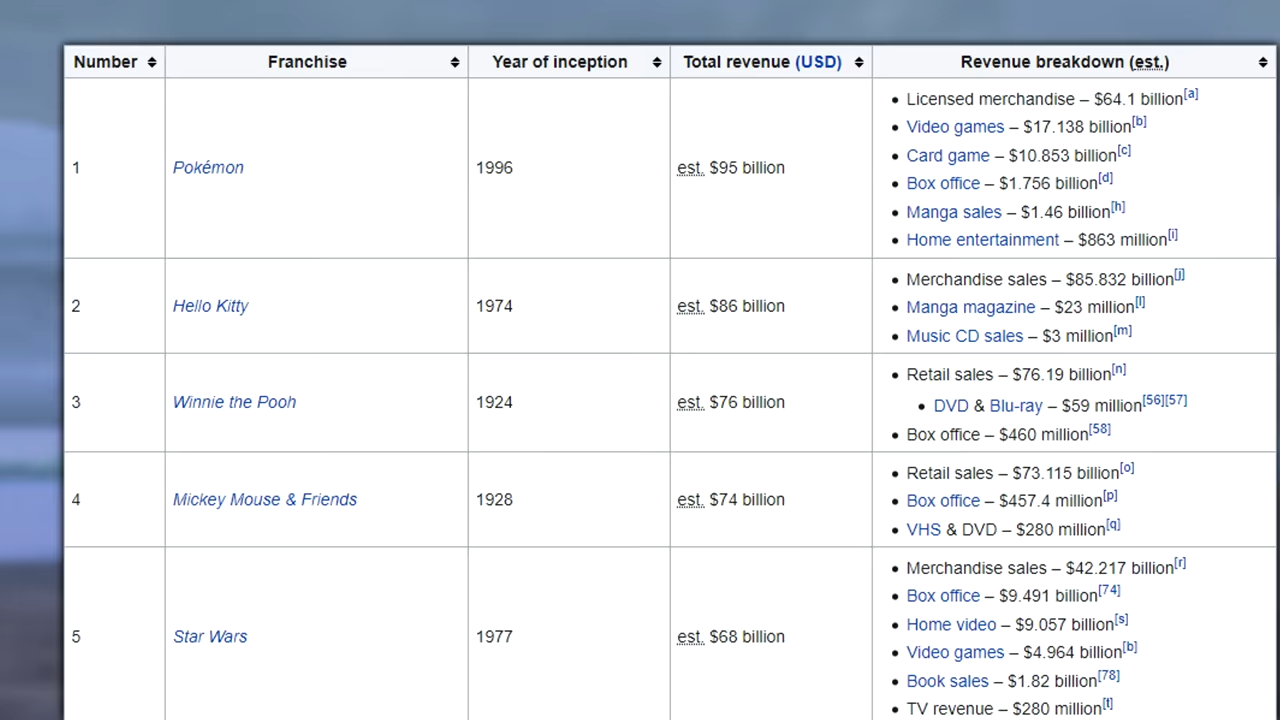 Number Franchise Year of inception Total revenue (USD) Revenue breakdown (est.)
1 Pokémon 1996 est. $95 billion
• Licensed merchandise – $64.1 billion[a]
• Video games – $17.138 billion[b]
• Card game – $10.853 billion[c]
• Box office – $1.756 billion[d]
• Manga sales – $1.46 billion[h]
• Home entertainment – $863 million[i]
2 Hello Kitty 1974 est. $86 billion
• Merchandise sales – $85.832 billion[j]
• Manga magazine – $23 million[l]
• Music CD sales – $3 million[m]
3 Winnie the Pooh 1924 est. $76 billion
• Retail sales – $76.19 billion[n]
• DVD & Blu-ray – $59 million[56][57]
• Box office – $460 million[58]
4 Mickey Mouse & Friends 1928 est. $74 billion
• Retail sales – $73.115 billion[o]
• Box office – $457.4 million[p]
• VHS & DVD – $280 million[q]
5 Star Wars 1977 est. $68 billion
• Merchandise sales – $42.217 billion[r]
• Box office – $9.491 billion[74]
• Home video – $9.057 billion[s]
• Video games – $4.964 billion[b]
• Book sales – $1.82 billion[78]
• TV revenue – $280 million[t]